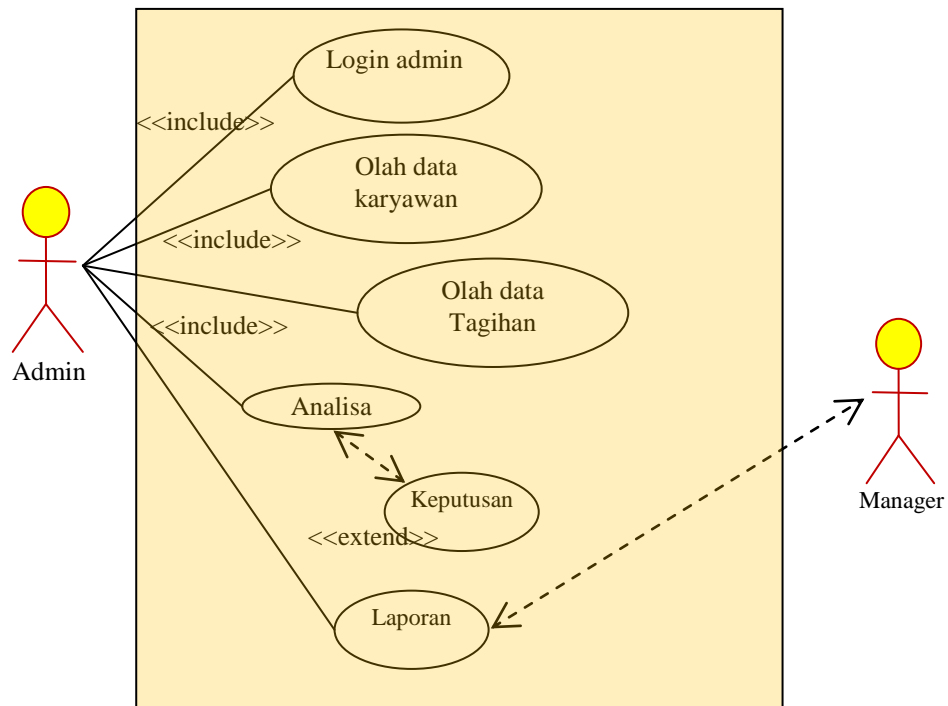 Login admin
<<include>>
Olah data
karyawan
<<include>>
Olah data
Tagihan
<<include>>
Admin
Analisa
Keputusan
Manager
<<extend>>
Laporan